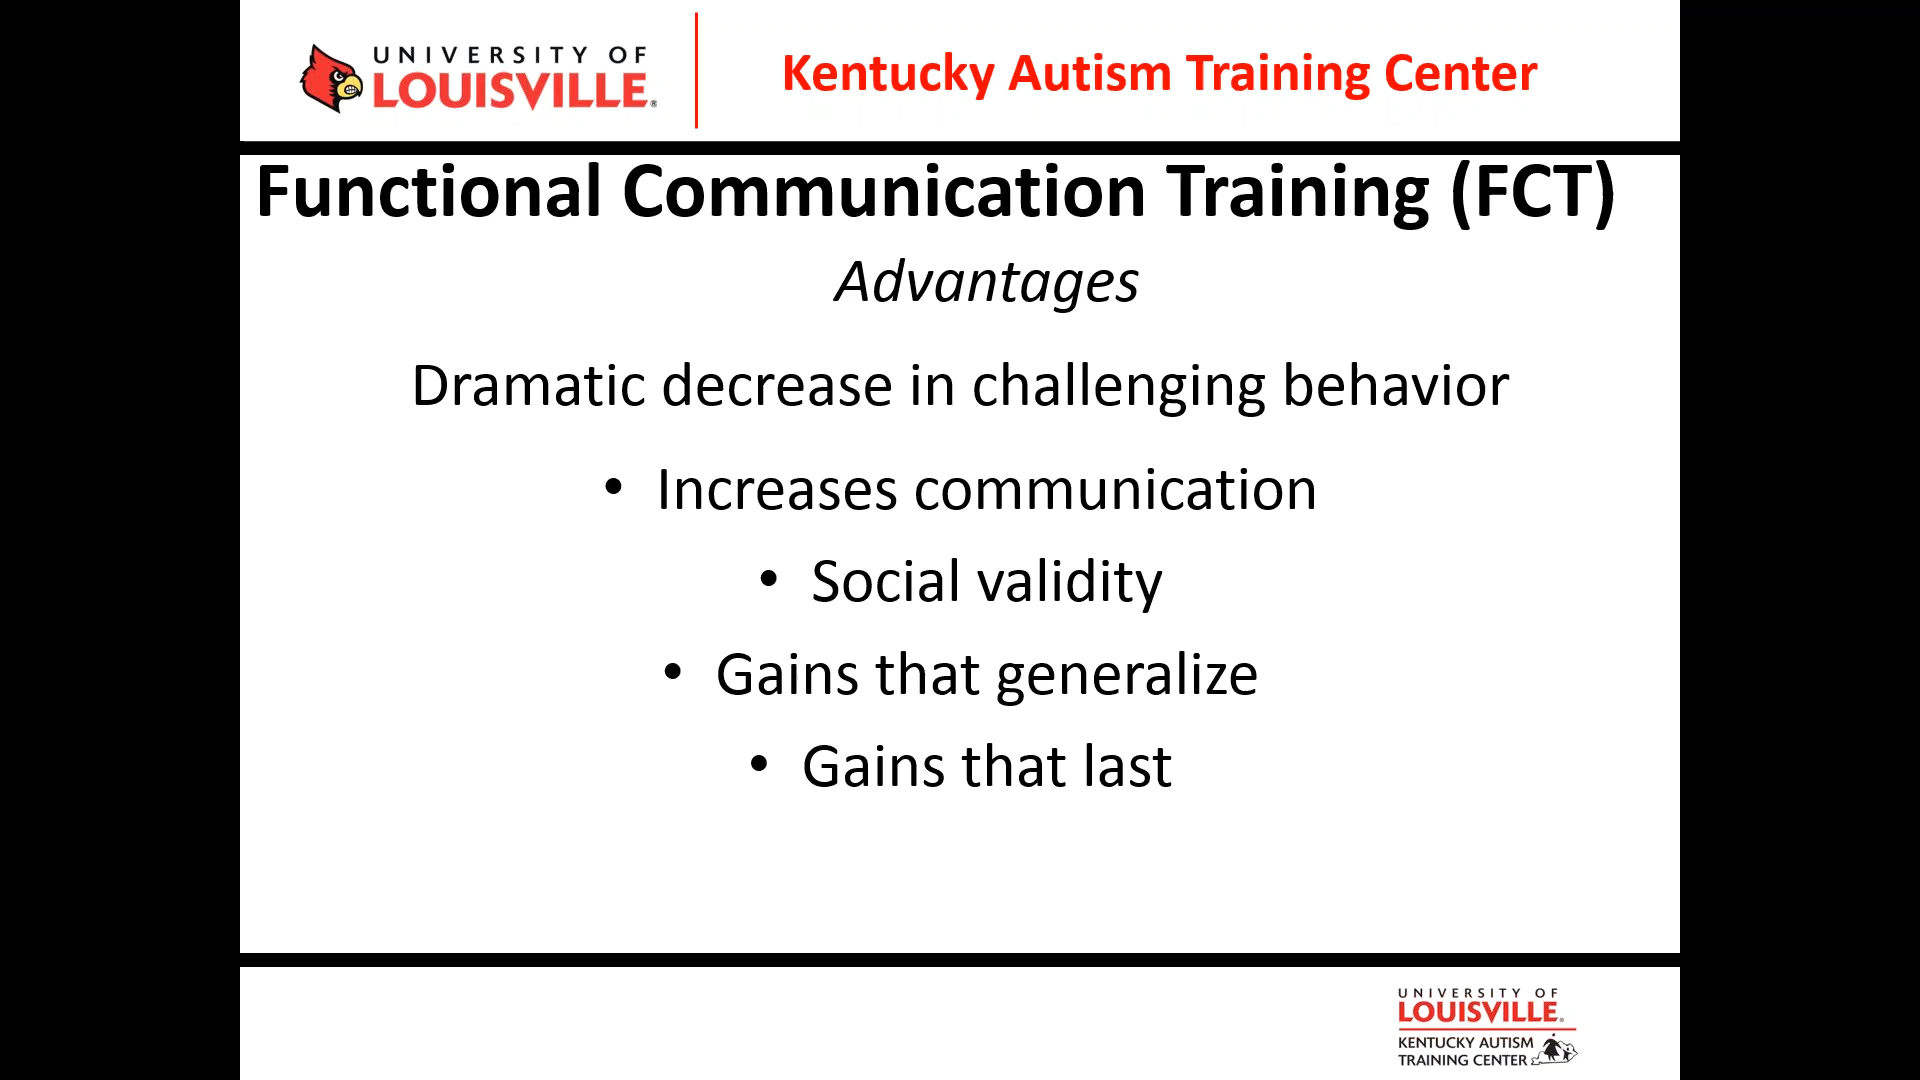 UNIVERSITY OF
LOUISVILLE®
Kentucky Autism Training Center
Functional Communication Training (FCT)
Advantages
Dramatic decrease in challenging behavior
• Increases communication
• Social validity
• Gains that generalize
• Gains that last
UNIVERSITY OF
LOUISVILLE®
KENTUCKY AUTISM
TRAINING CENTER